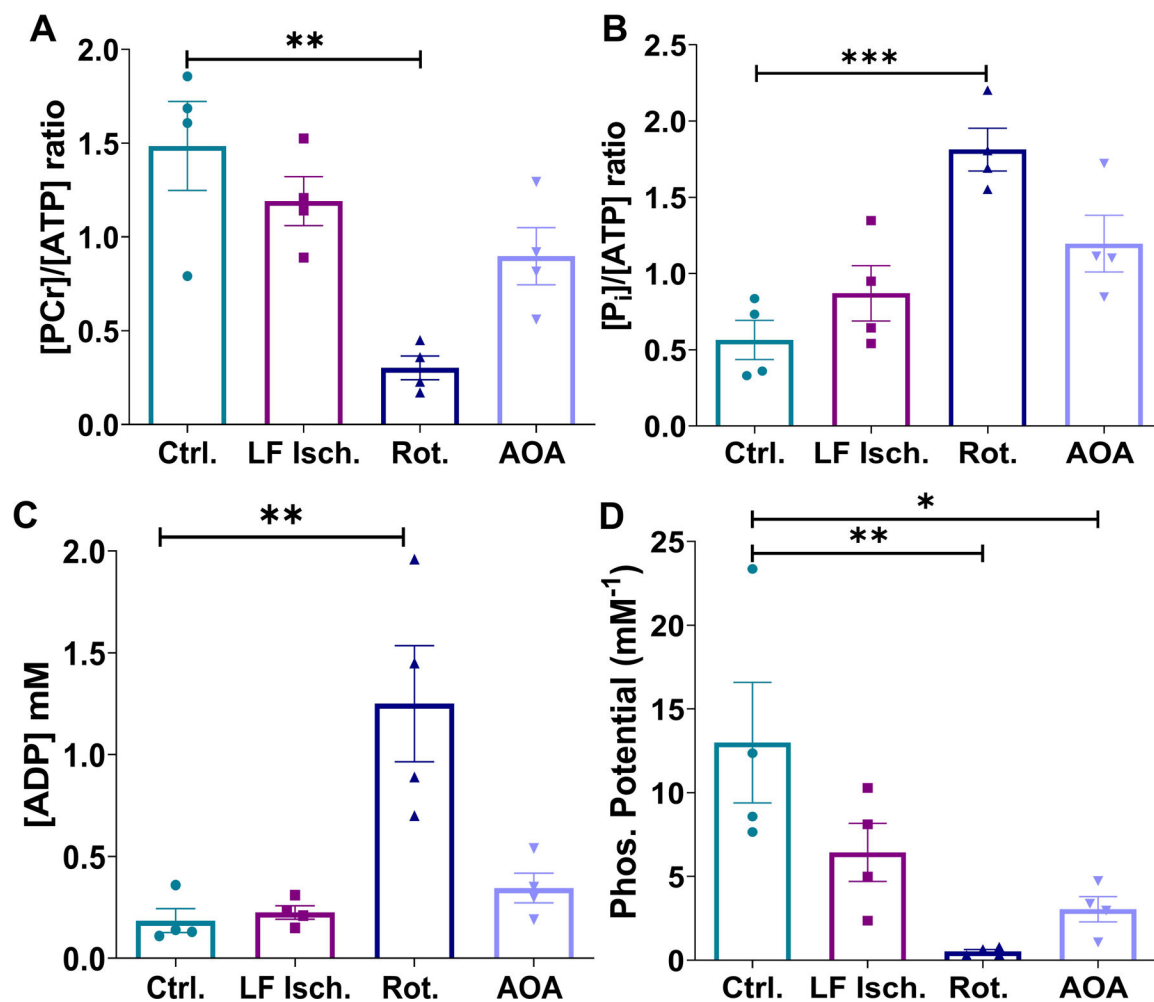 A
[PCr]/[ATP] ratio
2.0
1.5
1.0
0.5
0.0
**
Ctrl. LF Isch. Rot. AOA
B
[Pᵢ]/[ATP] ratio
2.5
2.0
1.5
1.0
0.5
0.0
***
Ctrl. LF Isch. Rot. AOA
C
[ADP] mM
2.0
1.5
1.0
0.5
0.0
**
Ctrl. LF Isch. Rot. AOA
D
Phos. Potential (mM⁻¹)
25
20
15
10
5
0
*
**
Ctrl. LF Isch. Rot. AOA